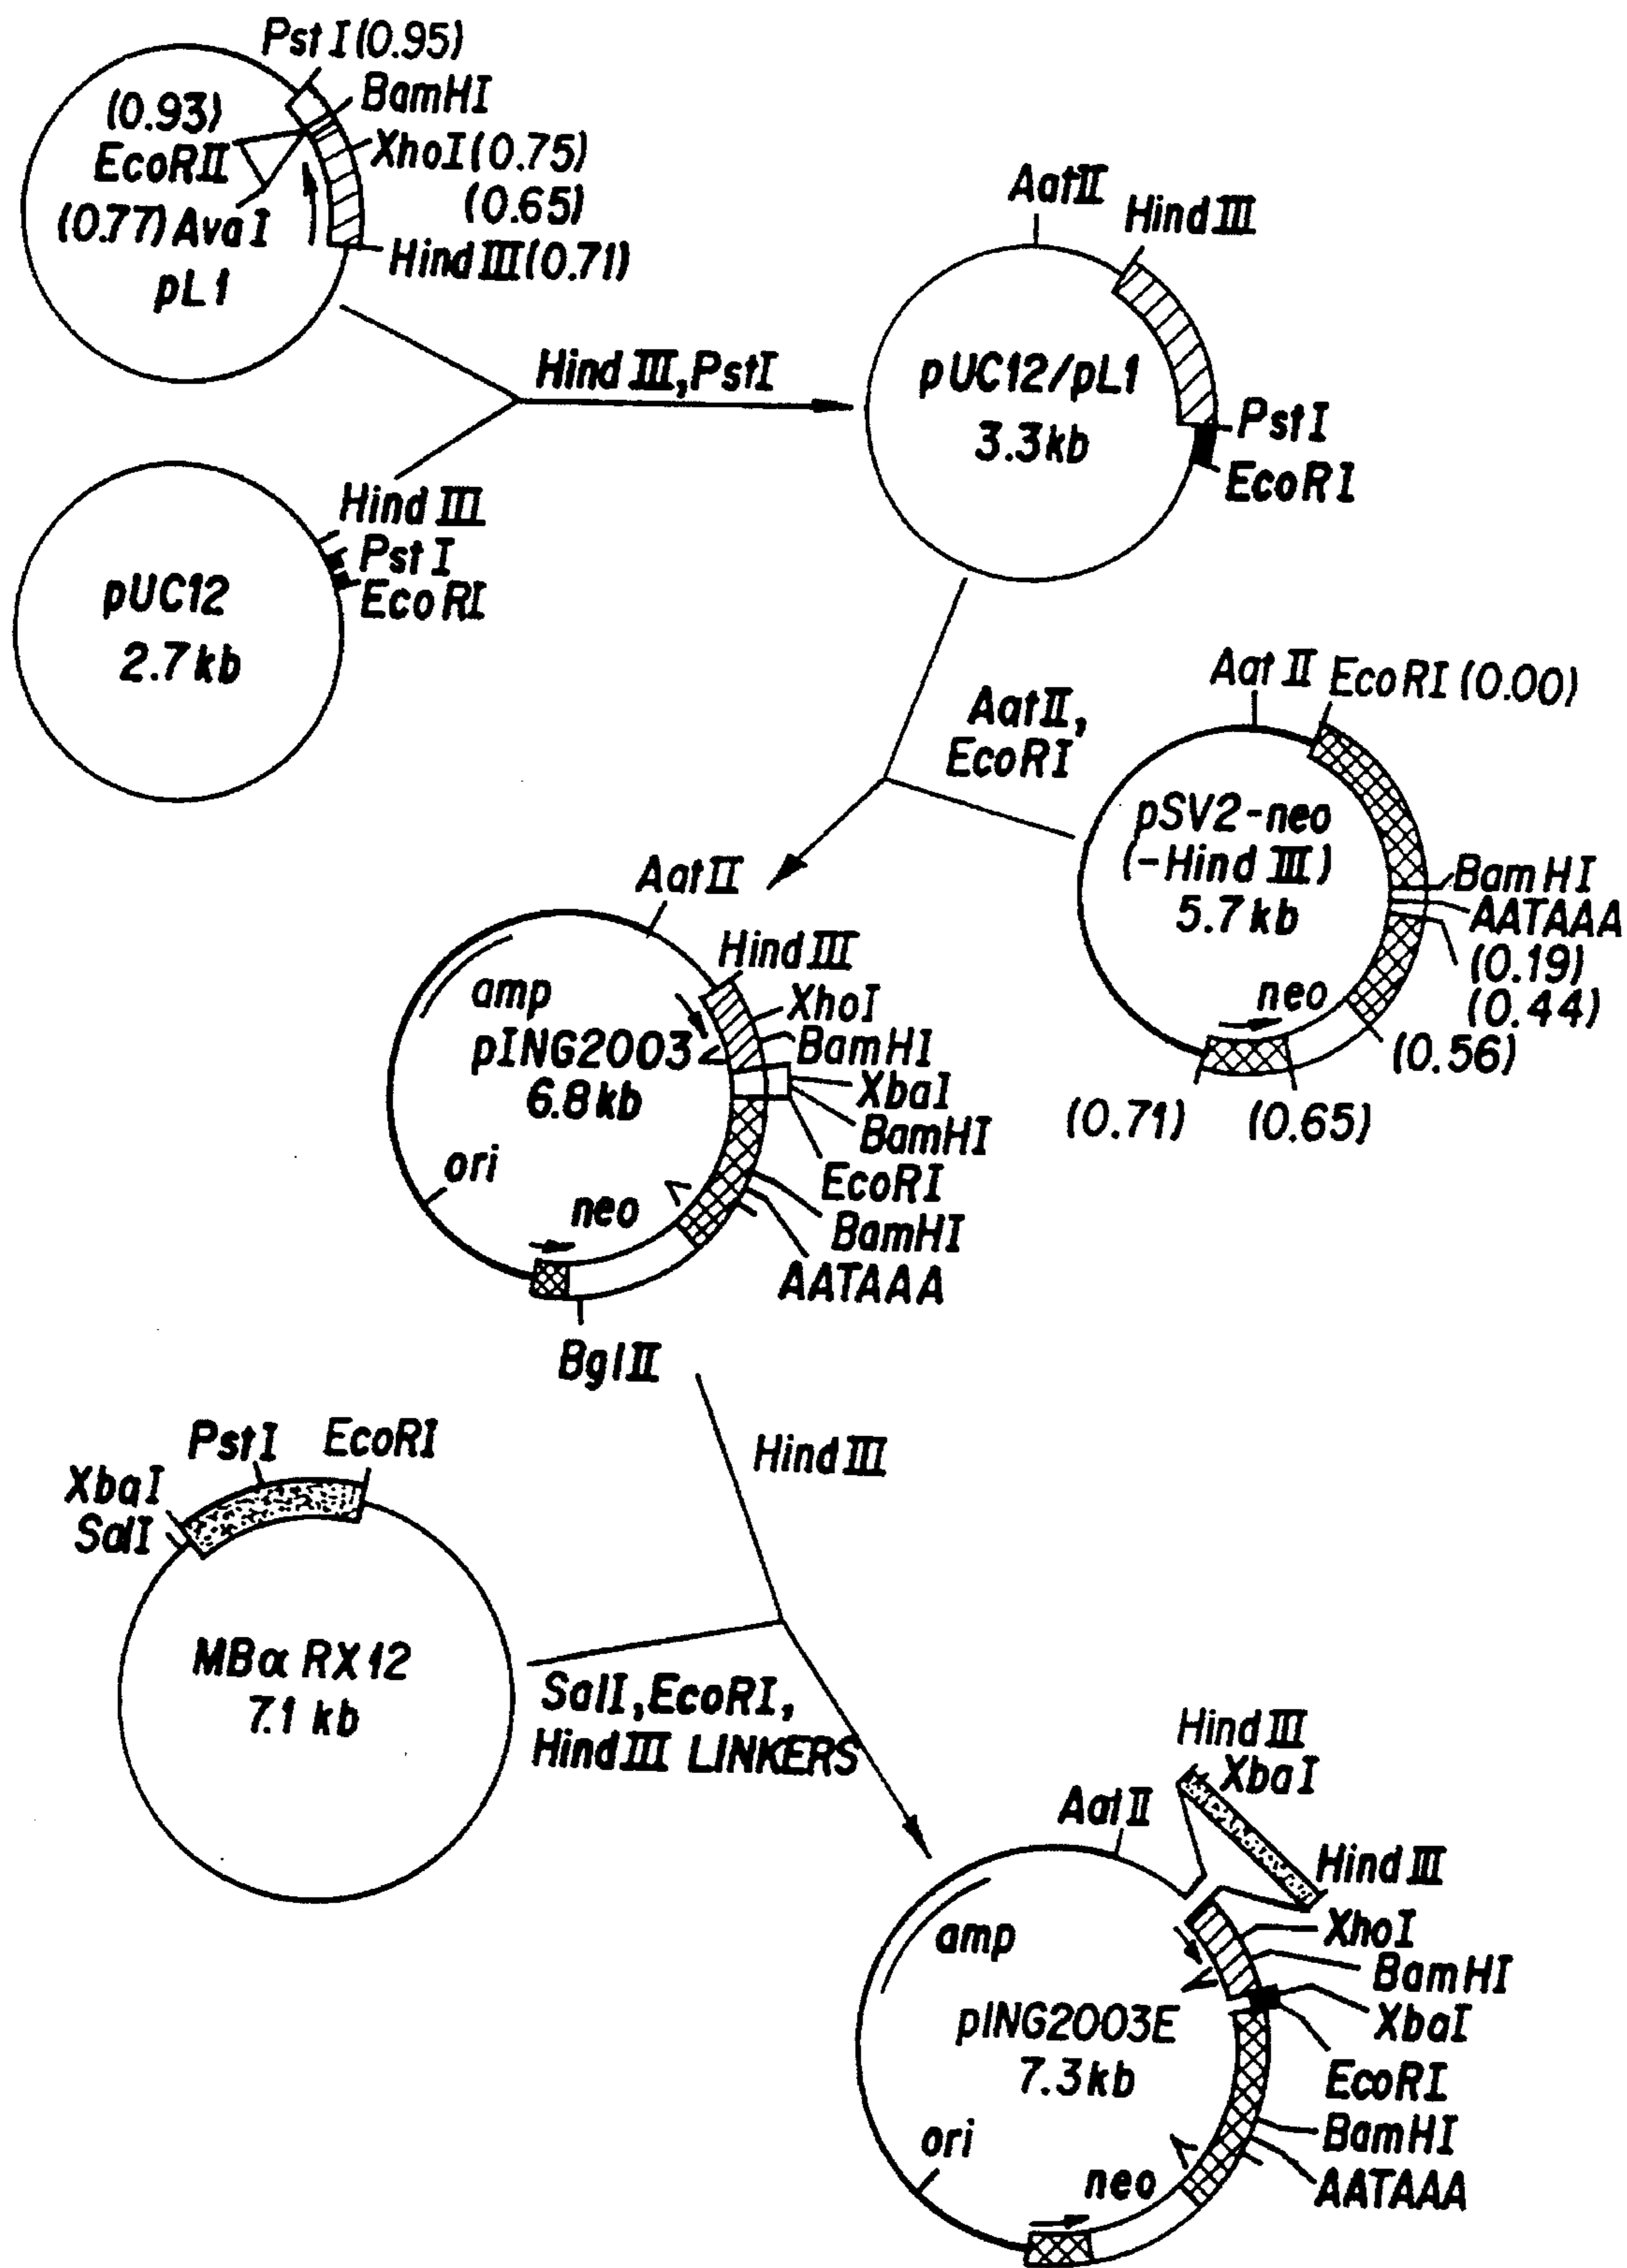 Pst I (0.95)
BamHI
(0.93)
EcoRII
XhoI (0.75)
(0.65)
(0.77) AvaI
HindIII (0.71)
pL1
HindIII, PstI
AatII
HindIII
pUC12/pL1
3.3kb
PstI
EcoRI
HindIII
PstI
EcoRI
pUC12
2.7kb
AatII,
EcoRI
AatII EcoRI (0.00)
pSV2-neo
(-HindIII)
5.7kb
BamHI
AATAAA
(0.19)
(0.44)
neo
(0.56)
(0.71) (0.65)
AatII
HindIII
amp
XhoI
pING2003
BamHI
6.8kb
XbaI
BamHI
ori
EcoRI
neo
BamHI
AATAAA
BglII
HindIII
PstI EcoRI
XbaI
SalI
MBα RX12
7.1 kb
SalI, EcoRI,
HindIII LINKERS
HindIII
XbaI
AatII
HindIII
amp
XhoI
BamHI
pING2003E
XbaI
7.3kb
EcoRI
ori
BamHI
neo
AATAAA